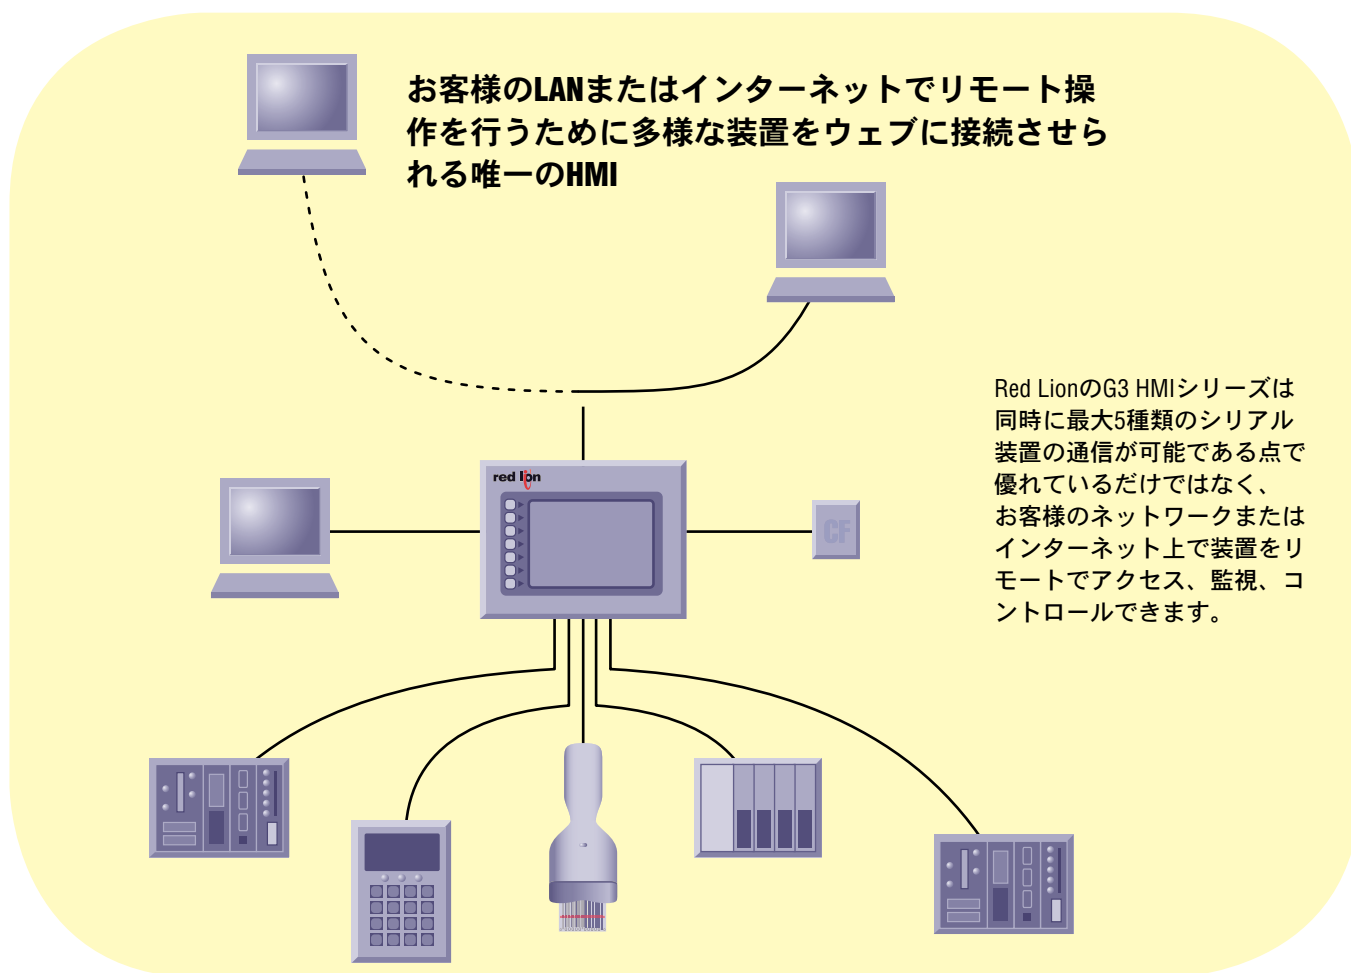 お客様のLANまたはインターネットでリモート操
作を行うために多様な装置をウェブに接続させら
れる唯一のHMI
Red LionのG3 HMIシリーズは
同時に最大5種類のシリアル
装置の通信が可能である点で
優れているだけではなく、
お客様のネットワークまたは
インターネット上で装置をリ
モートでアクセス、監視、コ
ントロールできます。
red lion
CF